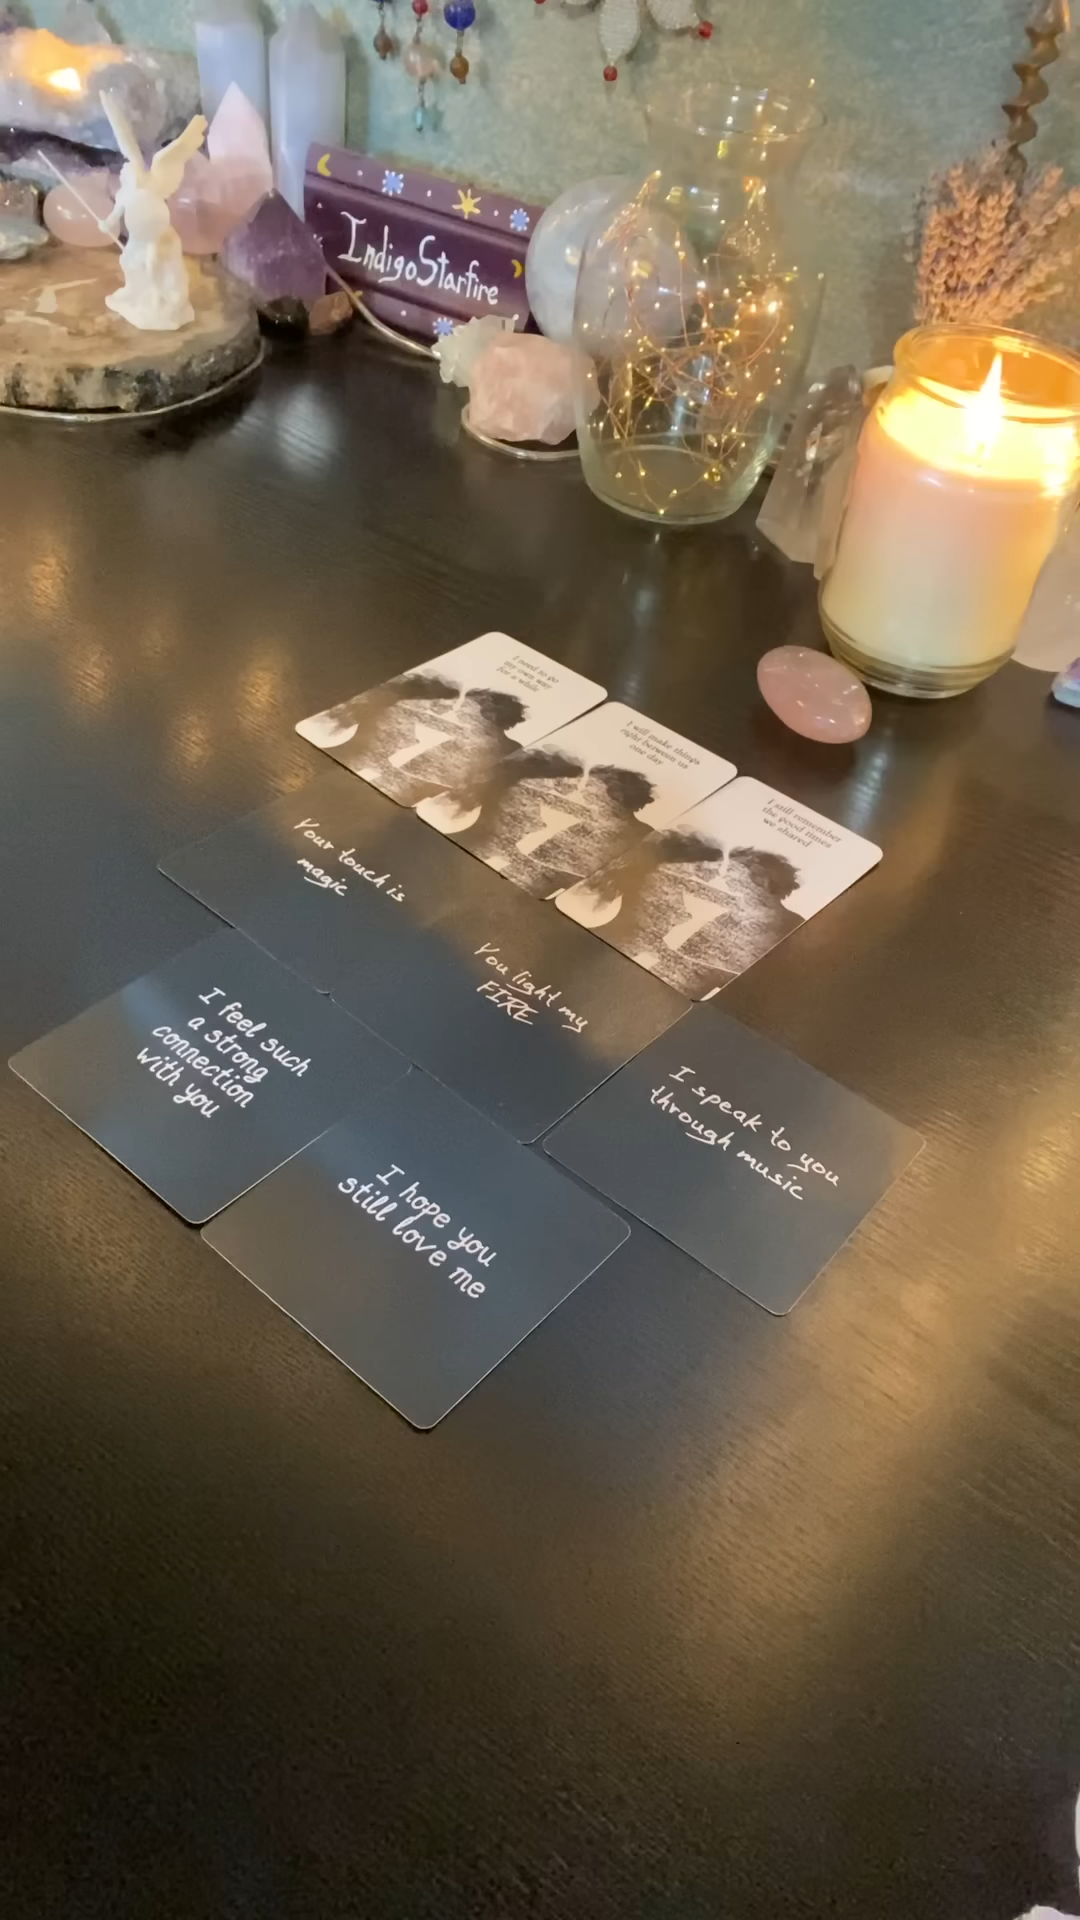 IndigoStarfire
I need to go
my own way
for a while
I will make things
right between us
one day
I still remember
the good times
we shared
Your touch is
magic
You light my
FIRE
I feel such
a strong
connection
with you
I hope you
still love me
I speak to you
through music